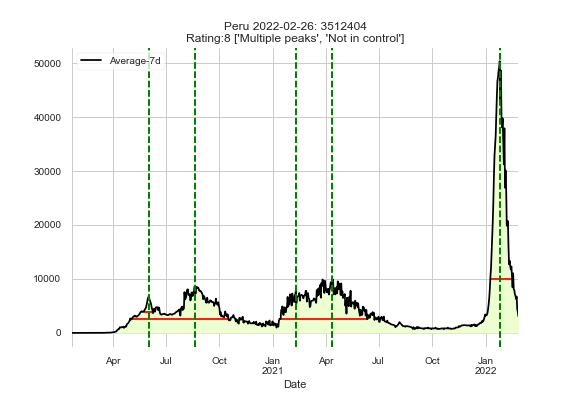 Peru 2022-02-26: 3512404
Rating:8 ['Multiple peaks', 'Not in control']
Average-7d
50000
40000
30000
20000
10000
0
Apr Jul Oct Jan Apr Jul Oct Jan
2021 2022
Date